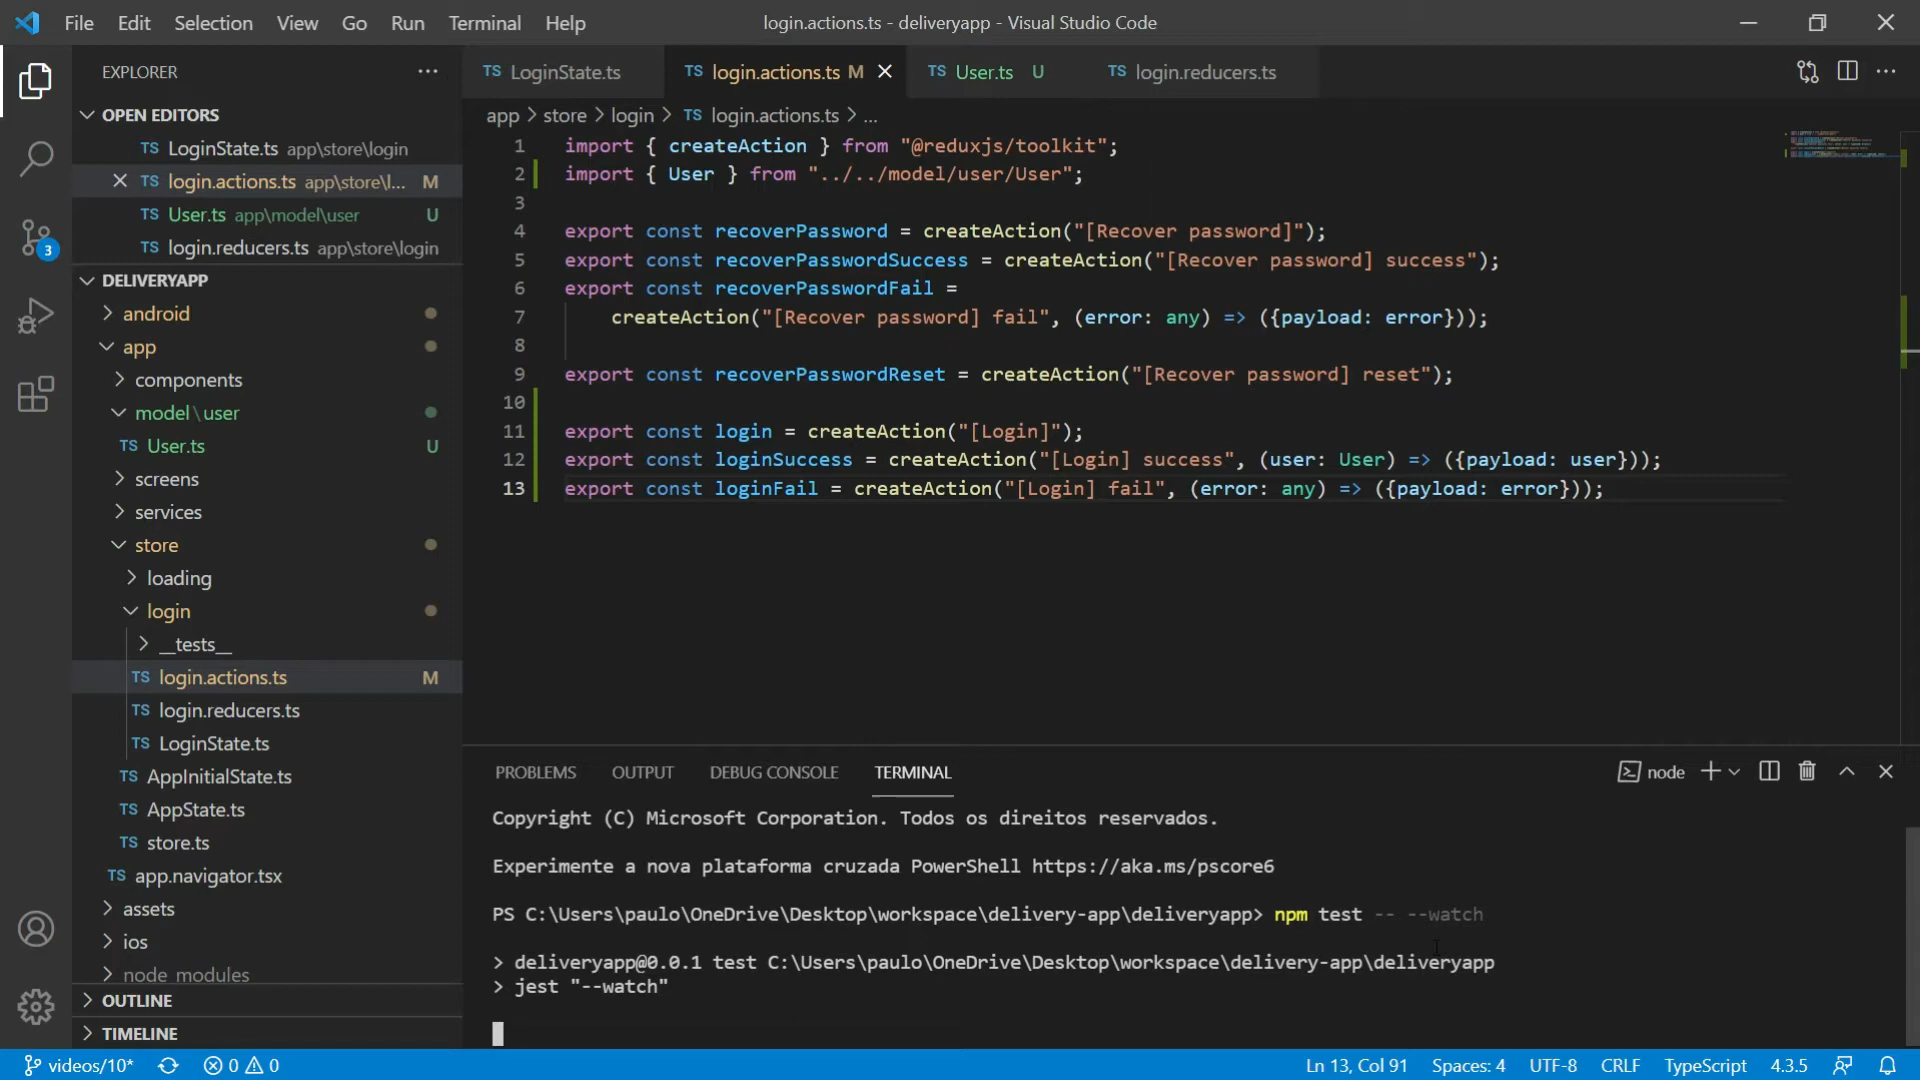 File Edit Selection View Go Run Terminal Help
login.actions.ts - deliveryapp - Visual Studio Code
EXPLORER
OPEN EDITORS
TS LoginState.ts app\store\login
TS login.actions.ts app\store\l... M
TS User.ts app\model\user U
TS login.reducers.ts app\store\login
DELIVERYAPP
android
app
components
model\user
TS User.ts U
screens
services
store
loading
login
__tests__
TS login.actions.ts M
TS login.reducers.ts
TS LoginState.ts
TS AppInitialState.ts
TS AppState.ts
TS store.ts
TS app.navigator.tsx
assets
ios
node_modules
OUTLINE
TIMELINE
3
TS LoginState.ts TS login.actions.ts M TS User.ts U TS login.reducers.ts
app > store > login > TS login.actions.ts > ...
1 import { createAction } from "@reduxjs/toolkit";
2 import { User } from "../../model/user/User";
3
4 export const recoverPassword = createAction("[Recover password]");
5 export const recoverPasswordSuccess = createAction("[Recover password] success");
6 export const recoverPasswordFail =
7 createAction("[Recover password] fail", (error: any) => ({payload: error}));
8
9 export const recoverPasswordReset = createAction("[Recover password] reset");
10
11 export const login = createAction("[Login]");
12 export const loginSuccess = createAction("[Login] success", (user: User) => ({payload: user}));
13 export const loginFail = createAction("[Login] fail", (error: any) => ({payload: error}));
PROBLEMS OUTPUT DEBUG CONSOLE TERMINAL
node
Copyright (C) Microsoft Corporation. Todos os direitos reservados.
Experimente a nova plataforma cruzada PowerShell https://aka.ms/pscore6
PS C:\Users\paulo\OneDrive\Desktop\workspace\delivery-app\deliveryapp> npm test -- --watch
> deliveryapp@0.0.1 test C:\Users\paulo\OneDrive\Desktop\workspace\delivery-app\deliveryapp
> jest "--watch"
videos/10* 0 0
Ln 13, Col 91 Spaces: 4 UTF-8 CRLF TypeScript 4.3.5